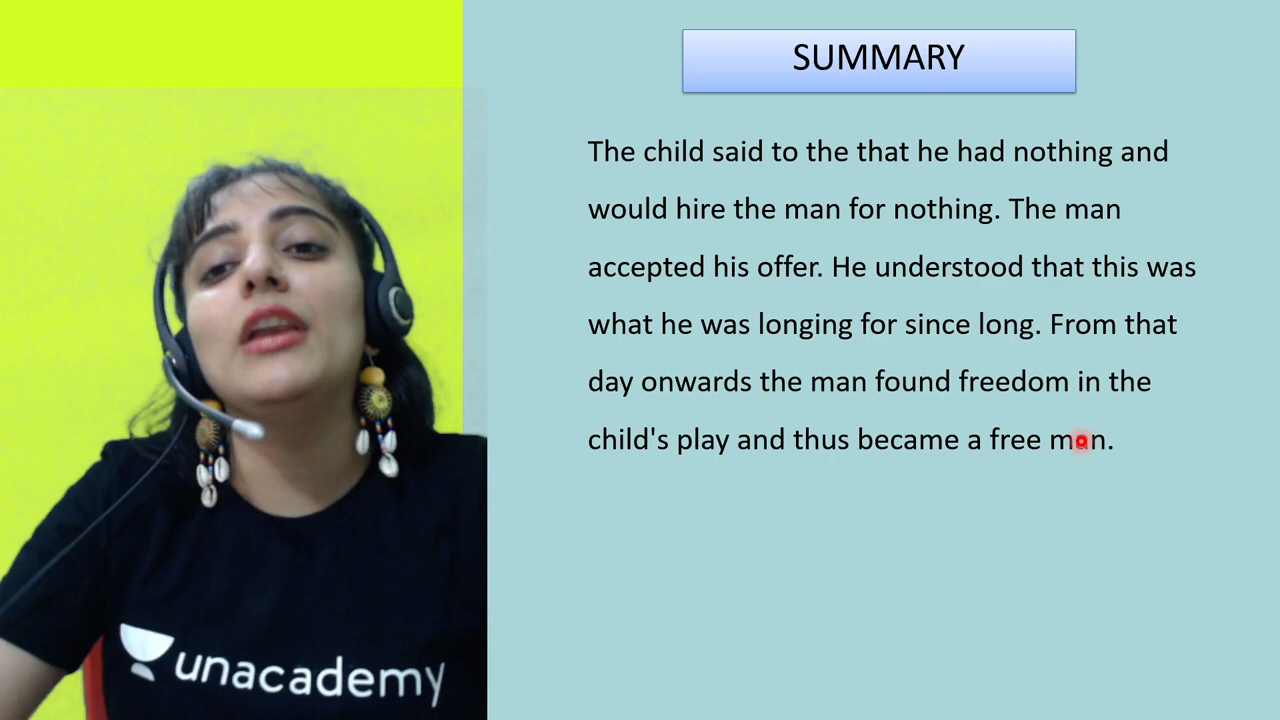 SUMMARY
The child said to the that he had nothing and
would hire the man for nothing. The man
accepted his offer. He understood that this was
what he was longing for since long. From that
day onwards the man found freedom in the
child's play and thus became a free man.
unacademy